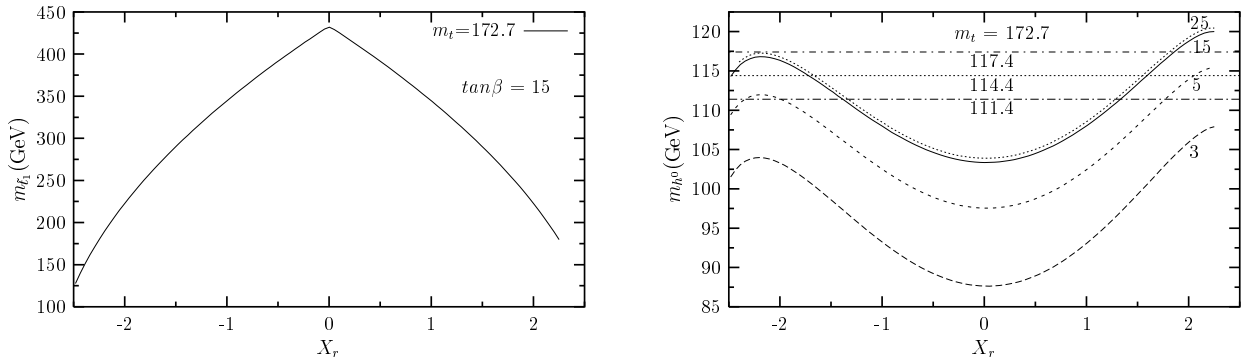 450
400
350
300
250
200
150
100
m_{\tilde{t}_1}(GeV)
m_t=172.7
tanβ = 15
-2 -1 0 1 2
X_r
120
115
110
105
100
95
90
85
m_{h^0}(GeV)
m_t = 172.7
117.4
114.4
111.4
25
15
5
3
-2 -1 0 1 2
X_r